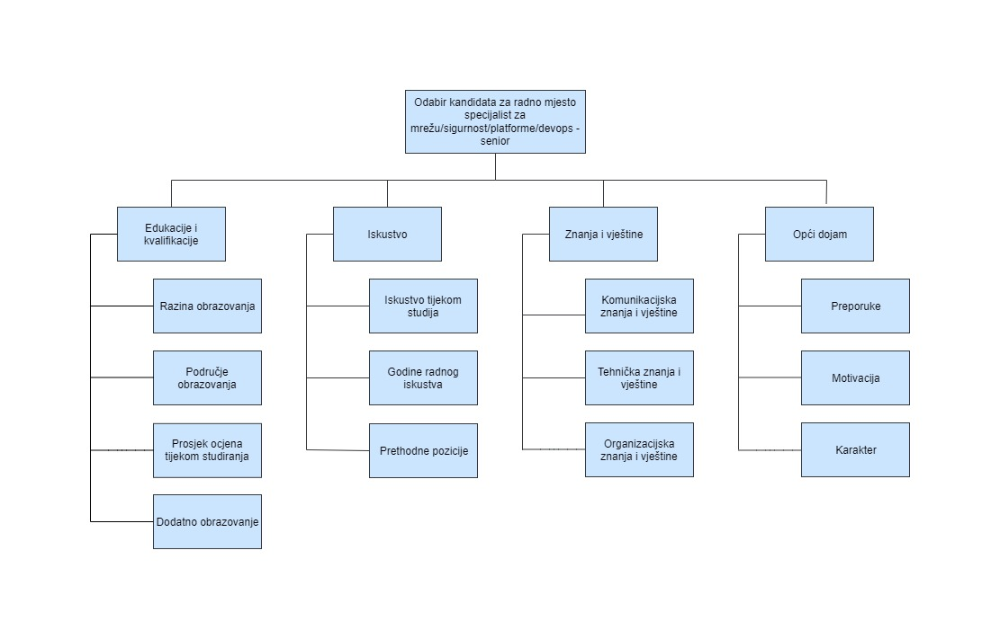 Odabir kandidata za radno mjesto
specijalist za
mrežu/sigurnost/platforme/devops -
senior
Edukacije i
kvalifikacije
Iskustvo
Znanja i vještine
Opći dojam
Razina obrazovanja
Iskustvo tijekom
studija
Komunikacijska
znanja i vještine
Preporuke
Područje
obrazovanja
Godine radnog
iskustva
Tehnička znanja i
vještine
Motivacija
Prosjek ocjena
tijekom studiranja
Prethodne pozicije
Organizacijska
znanja i vještine
Karakter
Dodatno obrazovanje